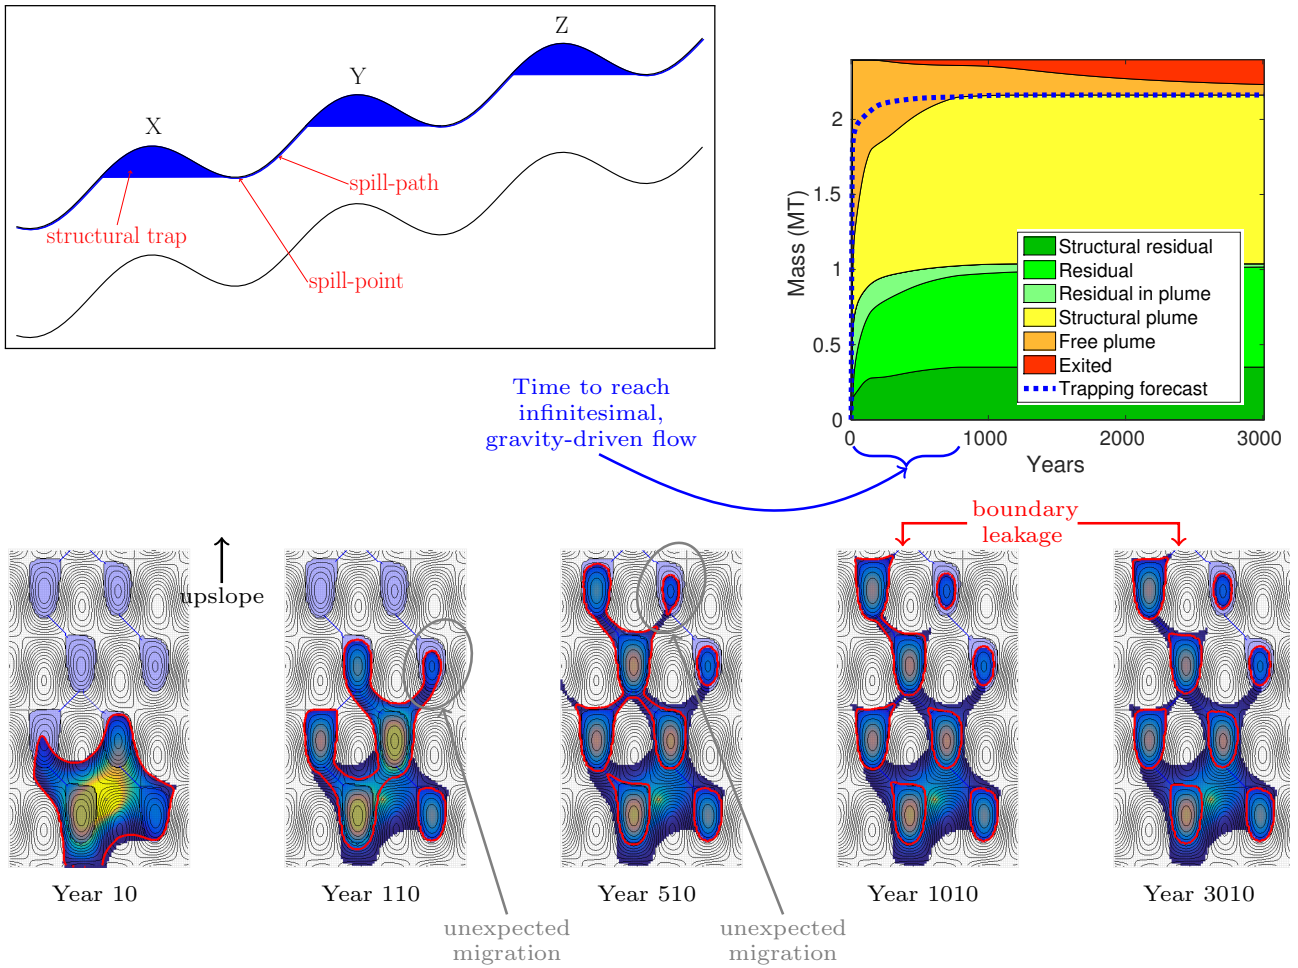 X
Y
Z
structural trap
spill-path
spill-point
Mass (MT)
2
1.5
1
0.5
0
0
1000
2000
3000
Years
Structural residual
Residual
Residual in plume
Structural plume
Free plume
Exited
Trapping forecast
Time to reach
infinitesimal,
gravity-driven flow
upslope
boundary
leakage
Year 10
Year 110
Year 510
Year 1010
Year 3010
unexpected
migration
unexpected
migration